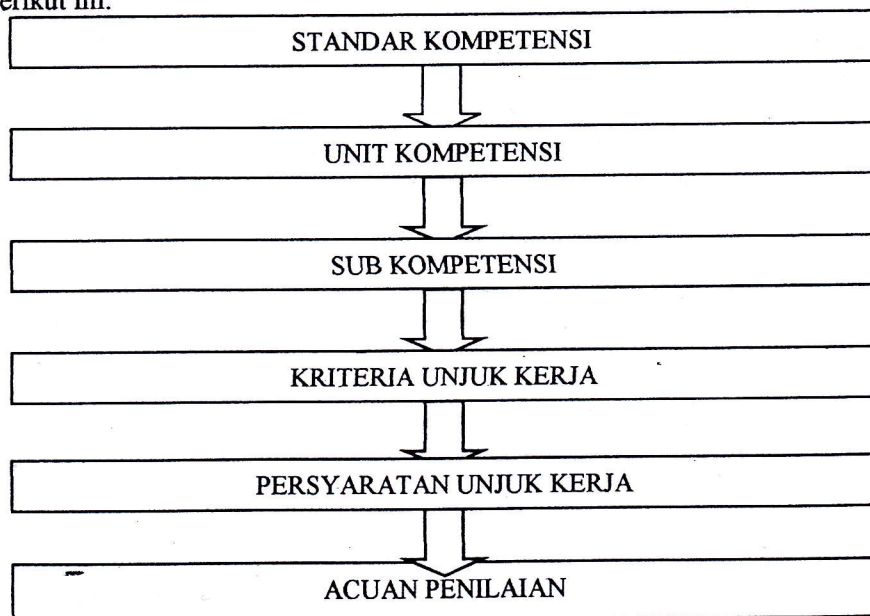 erikut ini:
STANDAR KOMPETENSI
UNIT KOMPETENSI
SUB KOMPETENSI
KRITERIA UNJUK KERJA
PERSYARATAN UNJUK KERJA
ACUAN PENILAIAN